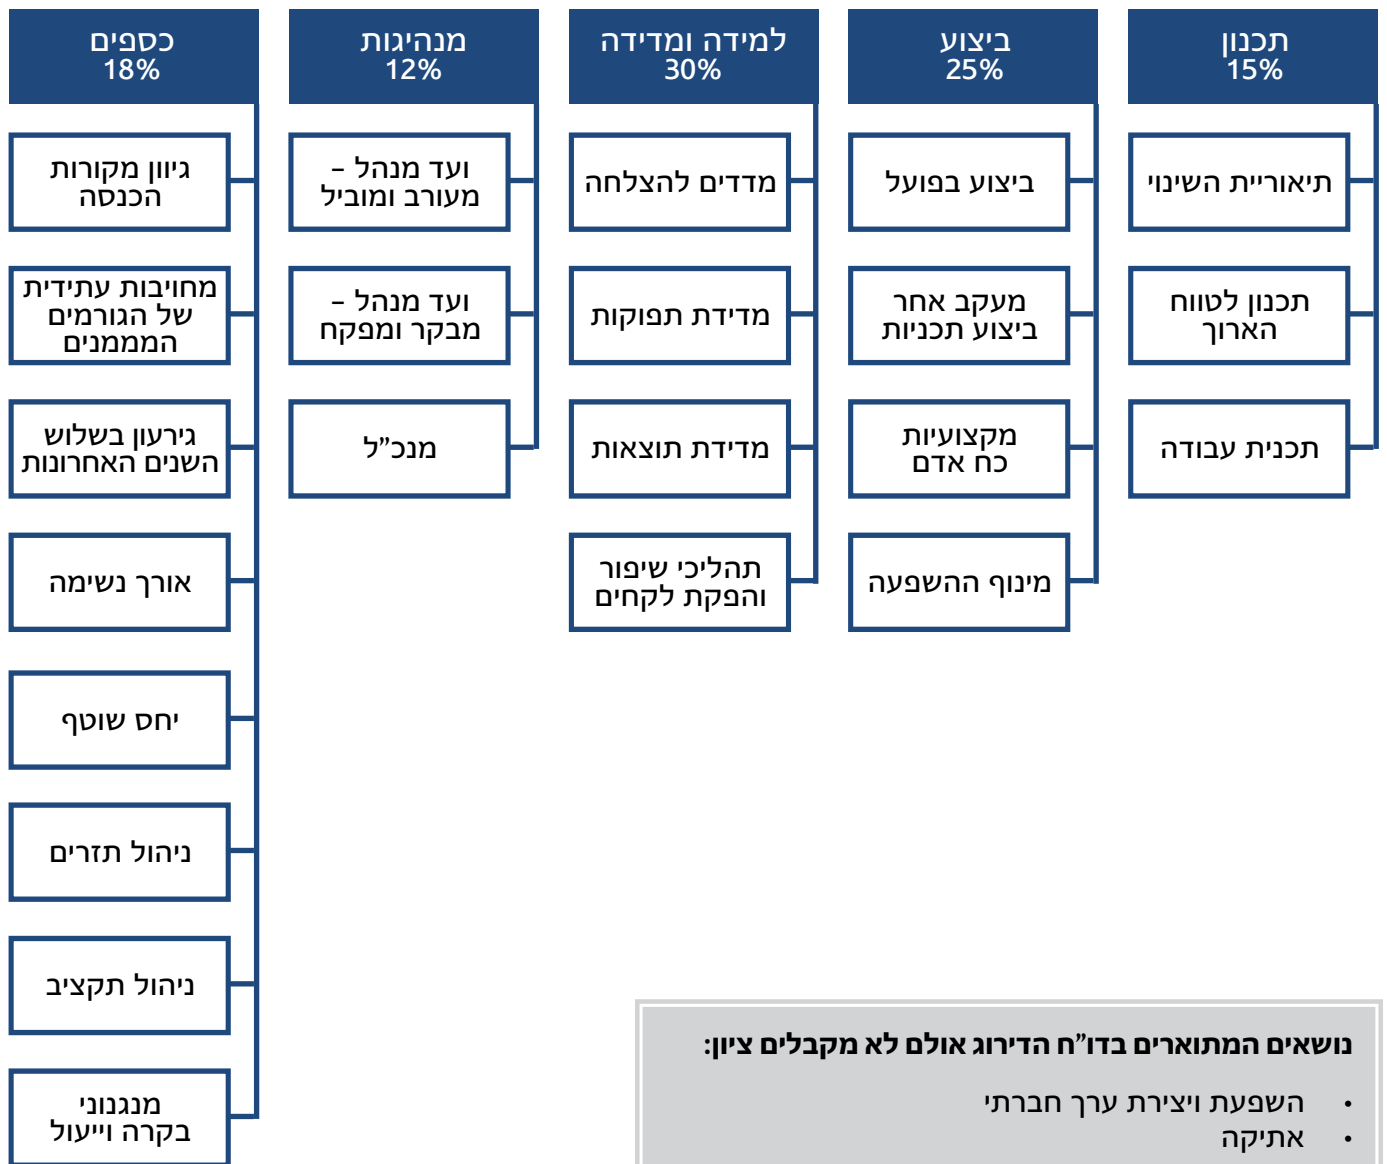 תכנון
15%
תיאוריית השינוי
תכנון לטווח
הארוך
תכנית עבודה
ביצוע
25%
ביצוע בפועל
מעקב אחר
ביצוע תכניות
מקצועיות
כח אדם
מינוף ההשפעה
למידה ומדידה
30%
מדדים להצלחה
מדידת תפוקות
מדידת תוצאות
תהליכי שיפור
והפקת לקחים
מנהיגות
12%
ועד מנהל –
מעורב ומוביל
ועד מנהל –
מבקר ומפקח
מנכ"ל
כספים
18%
גיוון מקורות
הכנסה
מחויבות עתידית
של הגורמים
המממנים
גירעון בשלוש
השנים האחרונות
אורך נשימה
יחס שוטף
ניהול תזרים
ניהול תקציב
מנגנוני
בקרה וייעול
נושאים המתוארים בדו"ח הדירוג אולם לא מקבלים ציון:
• השפעת ויצירת ערך חברתי
• אתיקה